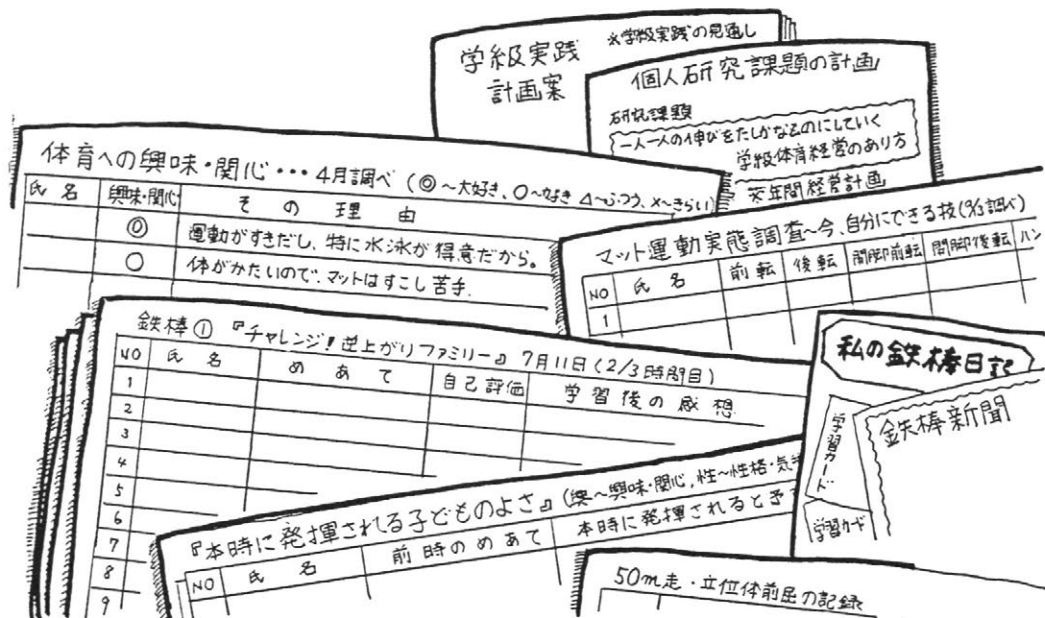 学級実践
計画案
※学級実践の見通し
個人研究課題の計画
研究課題
一人一人の伸びをたしかなものにしていく
学級体育経営のあり方
※年間経営計画
体育への興味・関心…4月調べ(◎~大好き、○~好き △~ふつう、×~きらい)
氏名 興味・関心 その理由
◎ 運動がすきだし、特に水泳が得意だから。
○ 体がかたいので、マットはすこし苦手。
マット運動実態調査~今、自分にできる技(9/3調べ)
NO 氏名 前転 後転 開脚前転 開脚後転 ハン
1
鉄棒① 『チャレンジ!逆上がりファミリー』 7月11日(2/3時間目)
NO 氏名 めあて 自己評価 学習後の感想
1
2
3
4
5
6
7
8
9
私の鉄棒日記
学習カード
学習カード
鉄棒新聞
『本時に発揮される子どものよさ』(興~興味・関心、性~性格・気
NO 氏名 前時のめあて 本時に発揮されると予
50m走・立位体前屈の記録